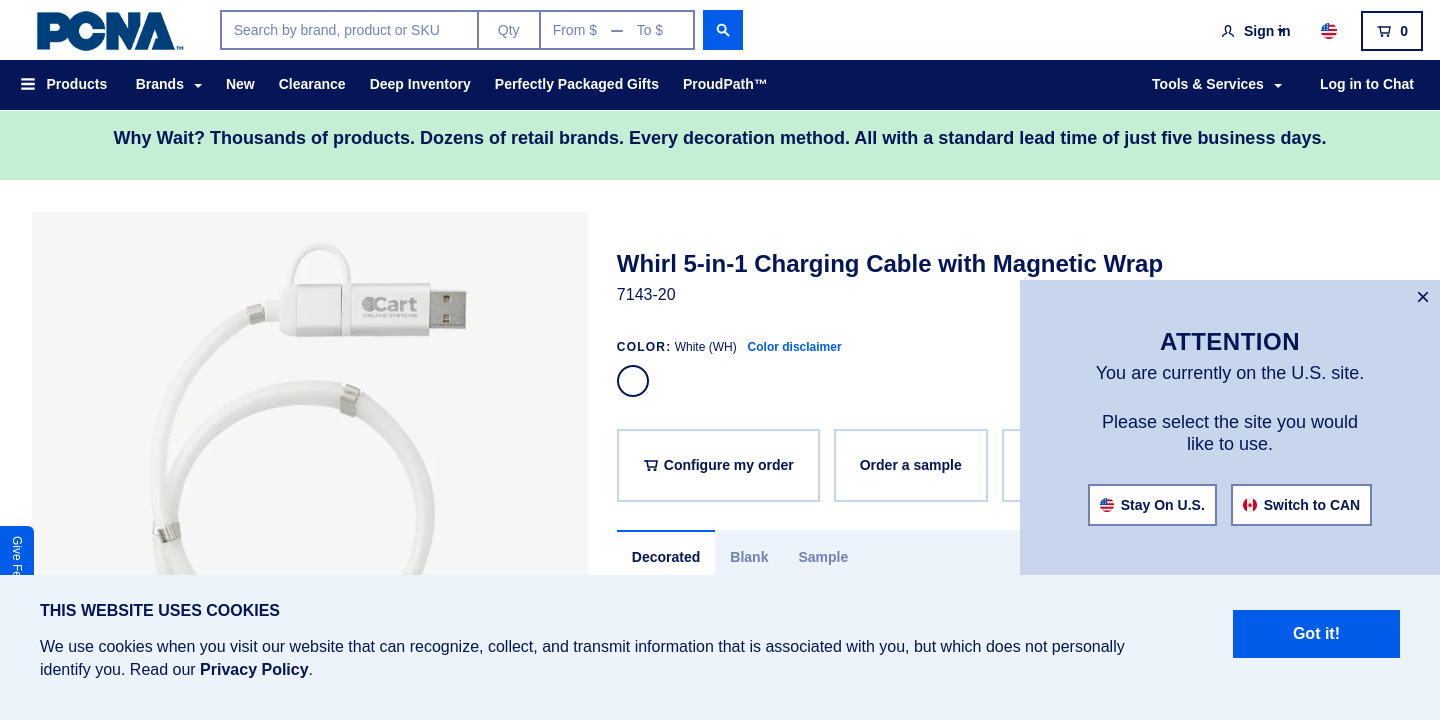 PCNA™
Search by brand, product or SKU
Qty
From $ — To $
Sign in
0
Products
Brands
New
Clearance
Deep Inventory
Perfectly Packaged Gifts
ProudPath™
Tools & Services
Log in to Chat
Why Wait? Thousands of products. Dozens of retail brands. Every decoration method. All with a standard lead time of just five business days.
Cart
ONLINE SYSTEMS
Whirl 5-in-1 Charging Cable with Magnetic Wrap
7143-20
COLOR: White (WH) Color disclaimer
Configure my order
Order a sample
Decorated
Blank
Sample
×
ATTENTION
You are currently on the U.S. site.
Please select the site you would
like to use.
Stay On U.S.
Switch to CAN
Give
THIS WEBSITE USES COOKIES
We use cookies when you visit our website that can recognize, collect, and transmit information that is associated with you, but which does not personally
identify you. Read our Privacy Policy.
Got it!